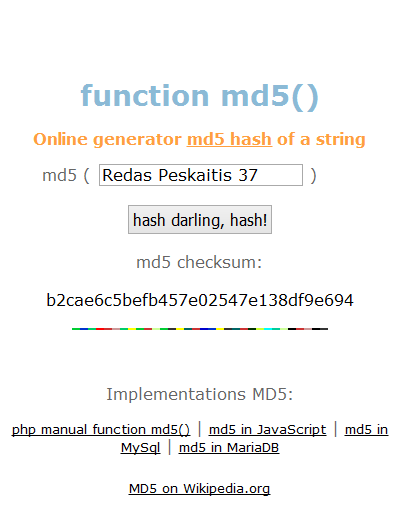 function md5()
Online generator md5 hash of a string
md5 ( Redas Peskaitis 37 )
hash darling, hash!
md5 checksum:
b2cae6c5befb457e02547e138df9e694
Implementations MD5:
php manual function md5() | md5 in JavaScript | md5 in
MySql | md5 in MariaDB
MD5 on Wikipedia.org